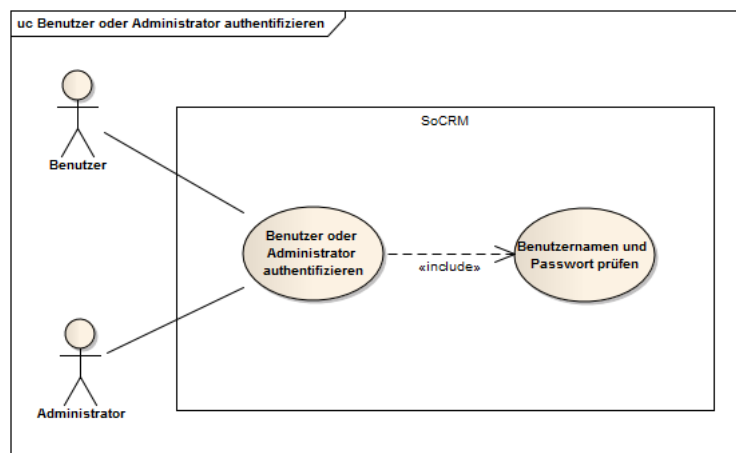 uc Benutzer oder Administrator authentifizieren
SoCRM
Benutzer
Benutzer oder
Administrator
authentifizieren
«include»
Benutzernamen und
Passwort prüfen
Administrator